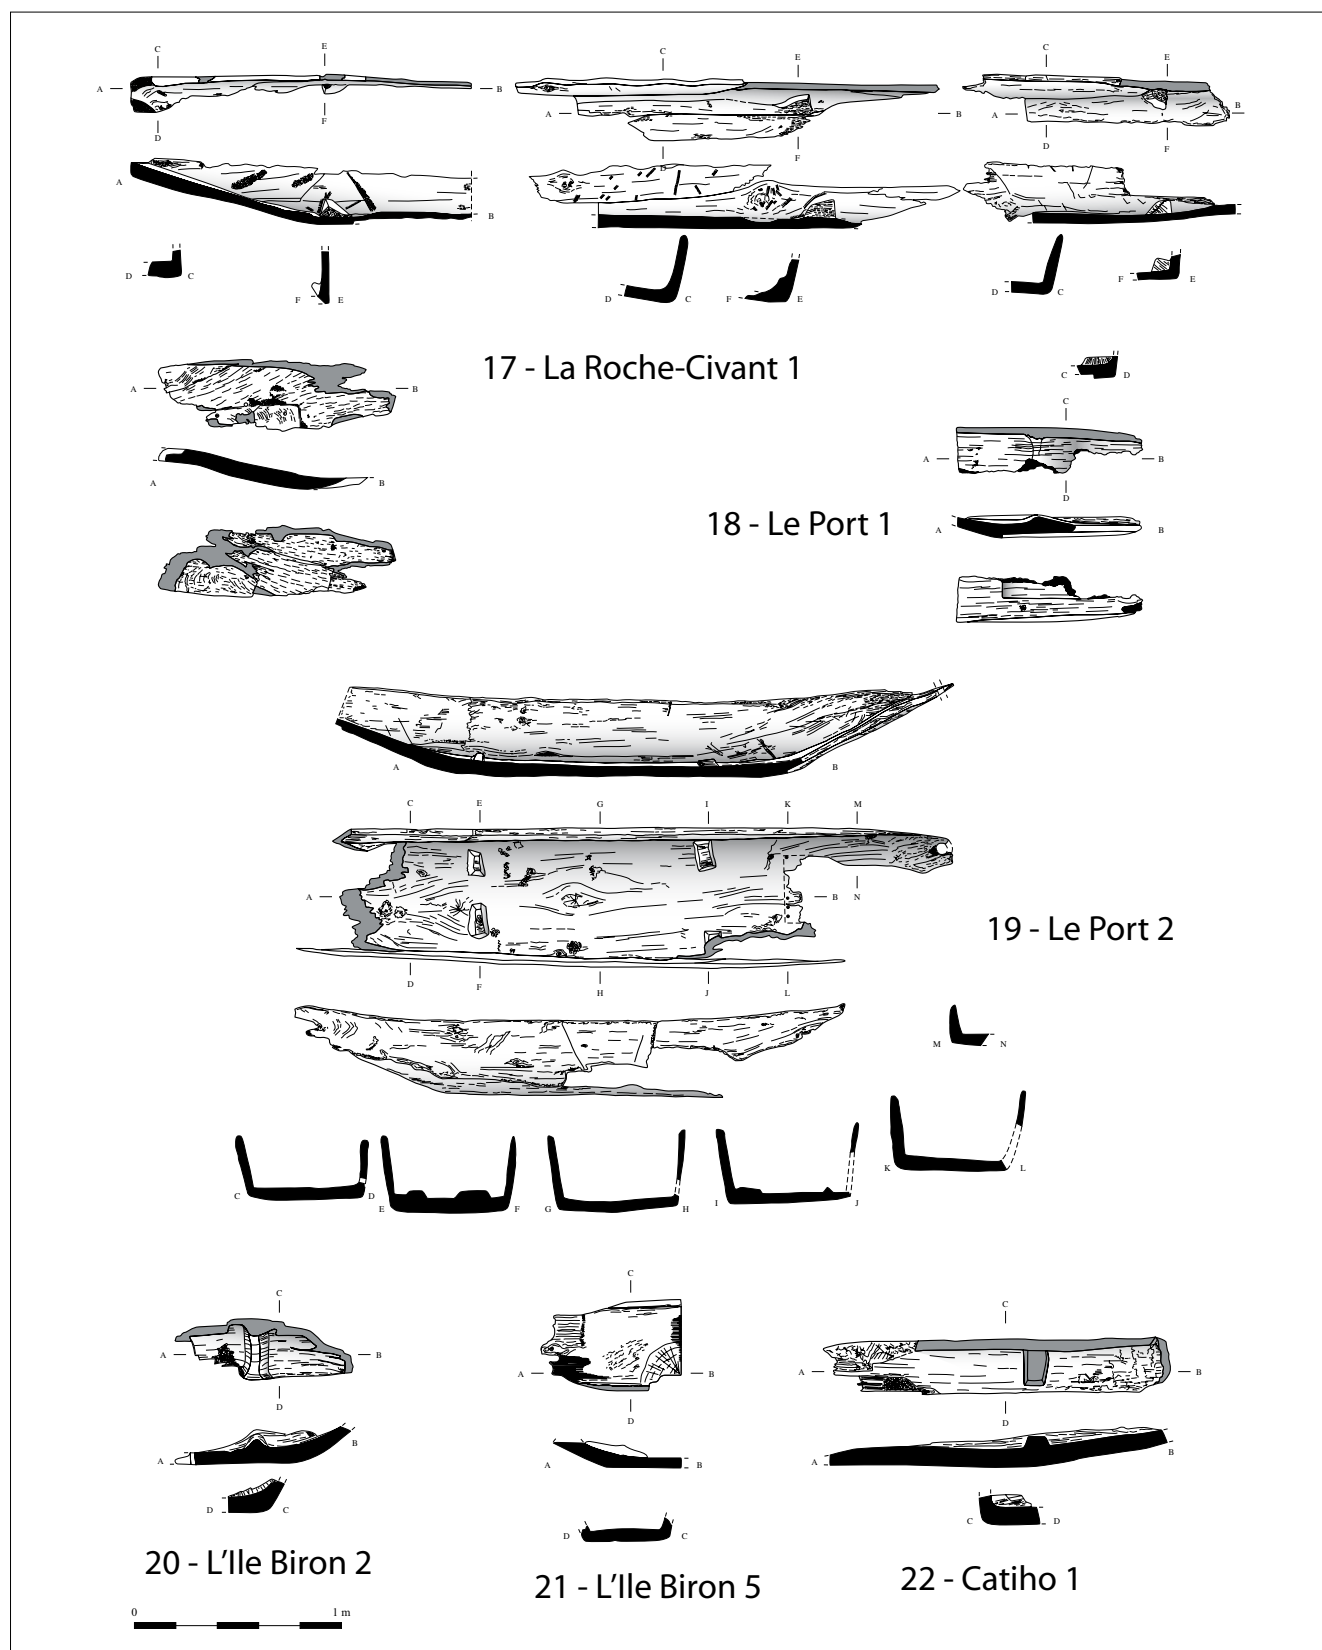 C E
A B
D F
A B
D C F E
C E
A B
D F
D C F E
C E
A B
D F
D C F E
17 - La Roche-Civant 1
A B
A B
C D
C
A B
D
18 - Le Port 1
A B
A B
C E G I K M
A B N
D F H J L
19 - Le Port 2
M N
C D E F G H I J K L
C
A B
D
A B
D C
20 - L'Ile Biron 2
C
A B
D
A B
D C
21 - L'Ile Biron 5
C
A B
D
A B
C D
22 - Catiho 1
0 1 m